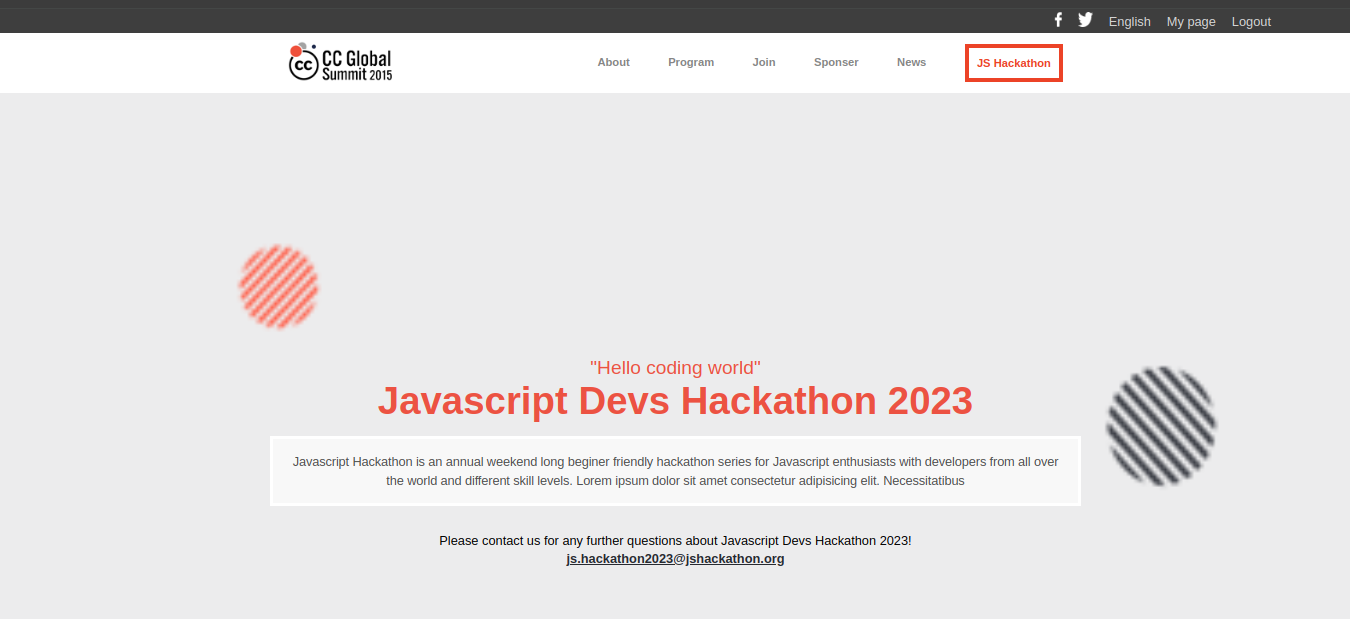 English My page Logout
cc CC Global
Summit 2015
About Program Join Sponser News JS Hackathon
"Hello coding world"
Javascript Devs Hackathon 2023
Javascript Hackathon is an annual weekend long beginer friendly hackathon series for Javascript enthusiasts with developers from all over
the world and different skill levels. Lorem ipsum dolor sit amet consectetur adipisicing elit. Necessitatibus
Please contact us for any further questions about Javascript Devs Hackathon 2023!
js.hackathon2023@jshackathon.org